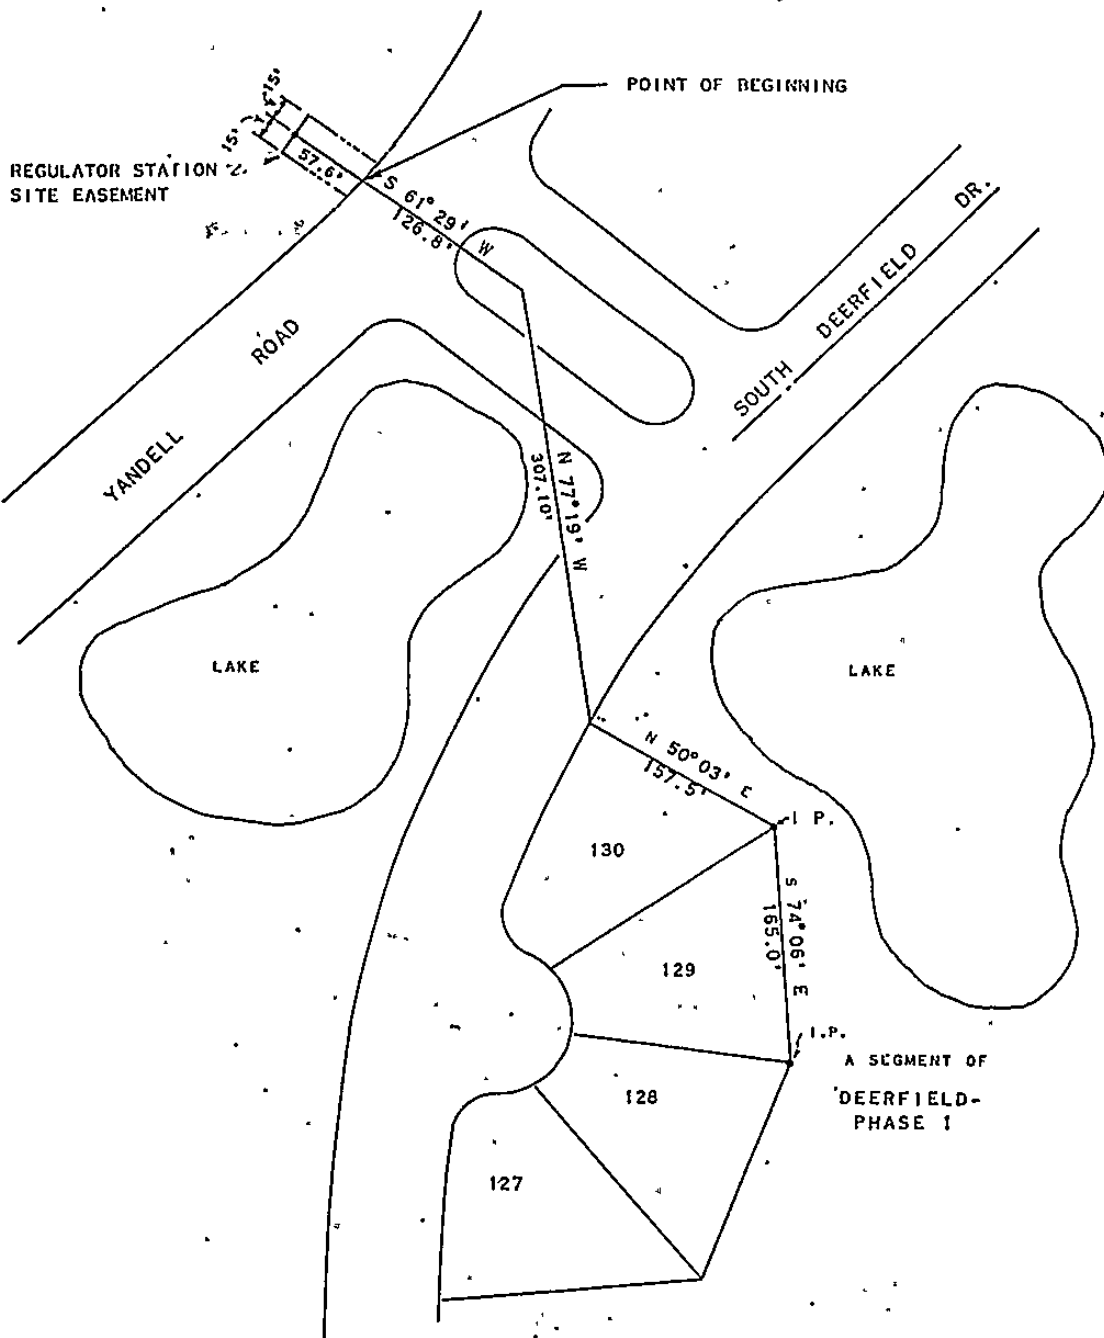 POINT OF BEGINNING
15'
15'
REGULATOR STATION
SITE EASEMENT
57.6'
S 61° 29' W
126.8'
SOUTH DEERFIELD DR.
YANDELL ROAD
N 77°19' W
307.10'
LAKE
LAKE
N 50°03' E
157.5'
I P.
130
S 74°06' E
165.0'
129
I.P.
A SEGMENT OF
DEERFIELD-
PHASE I
128
127